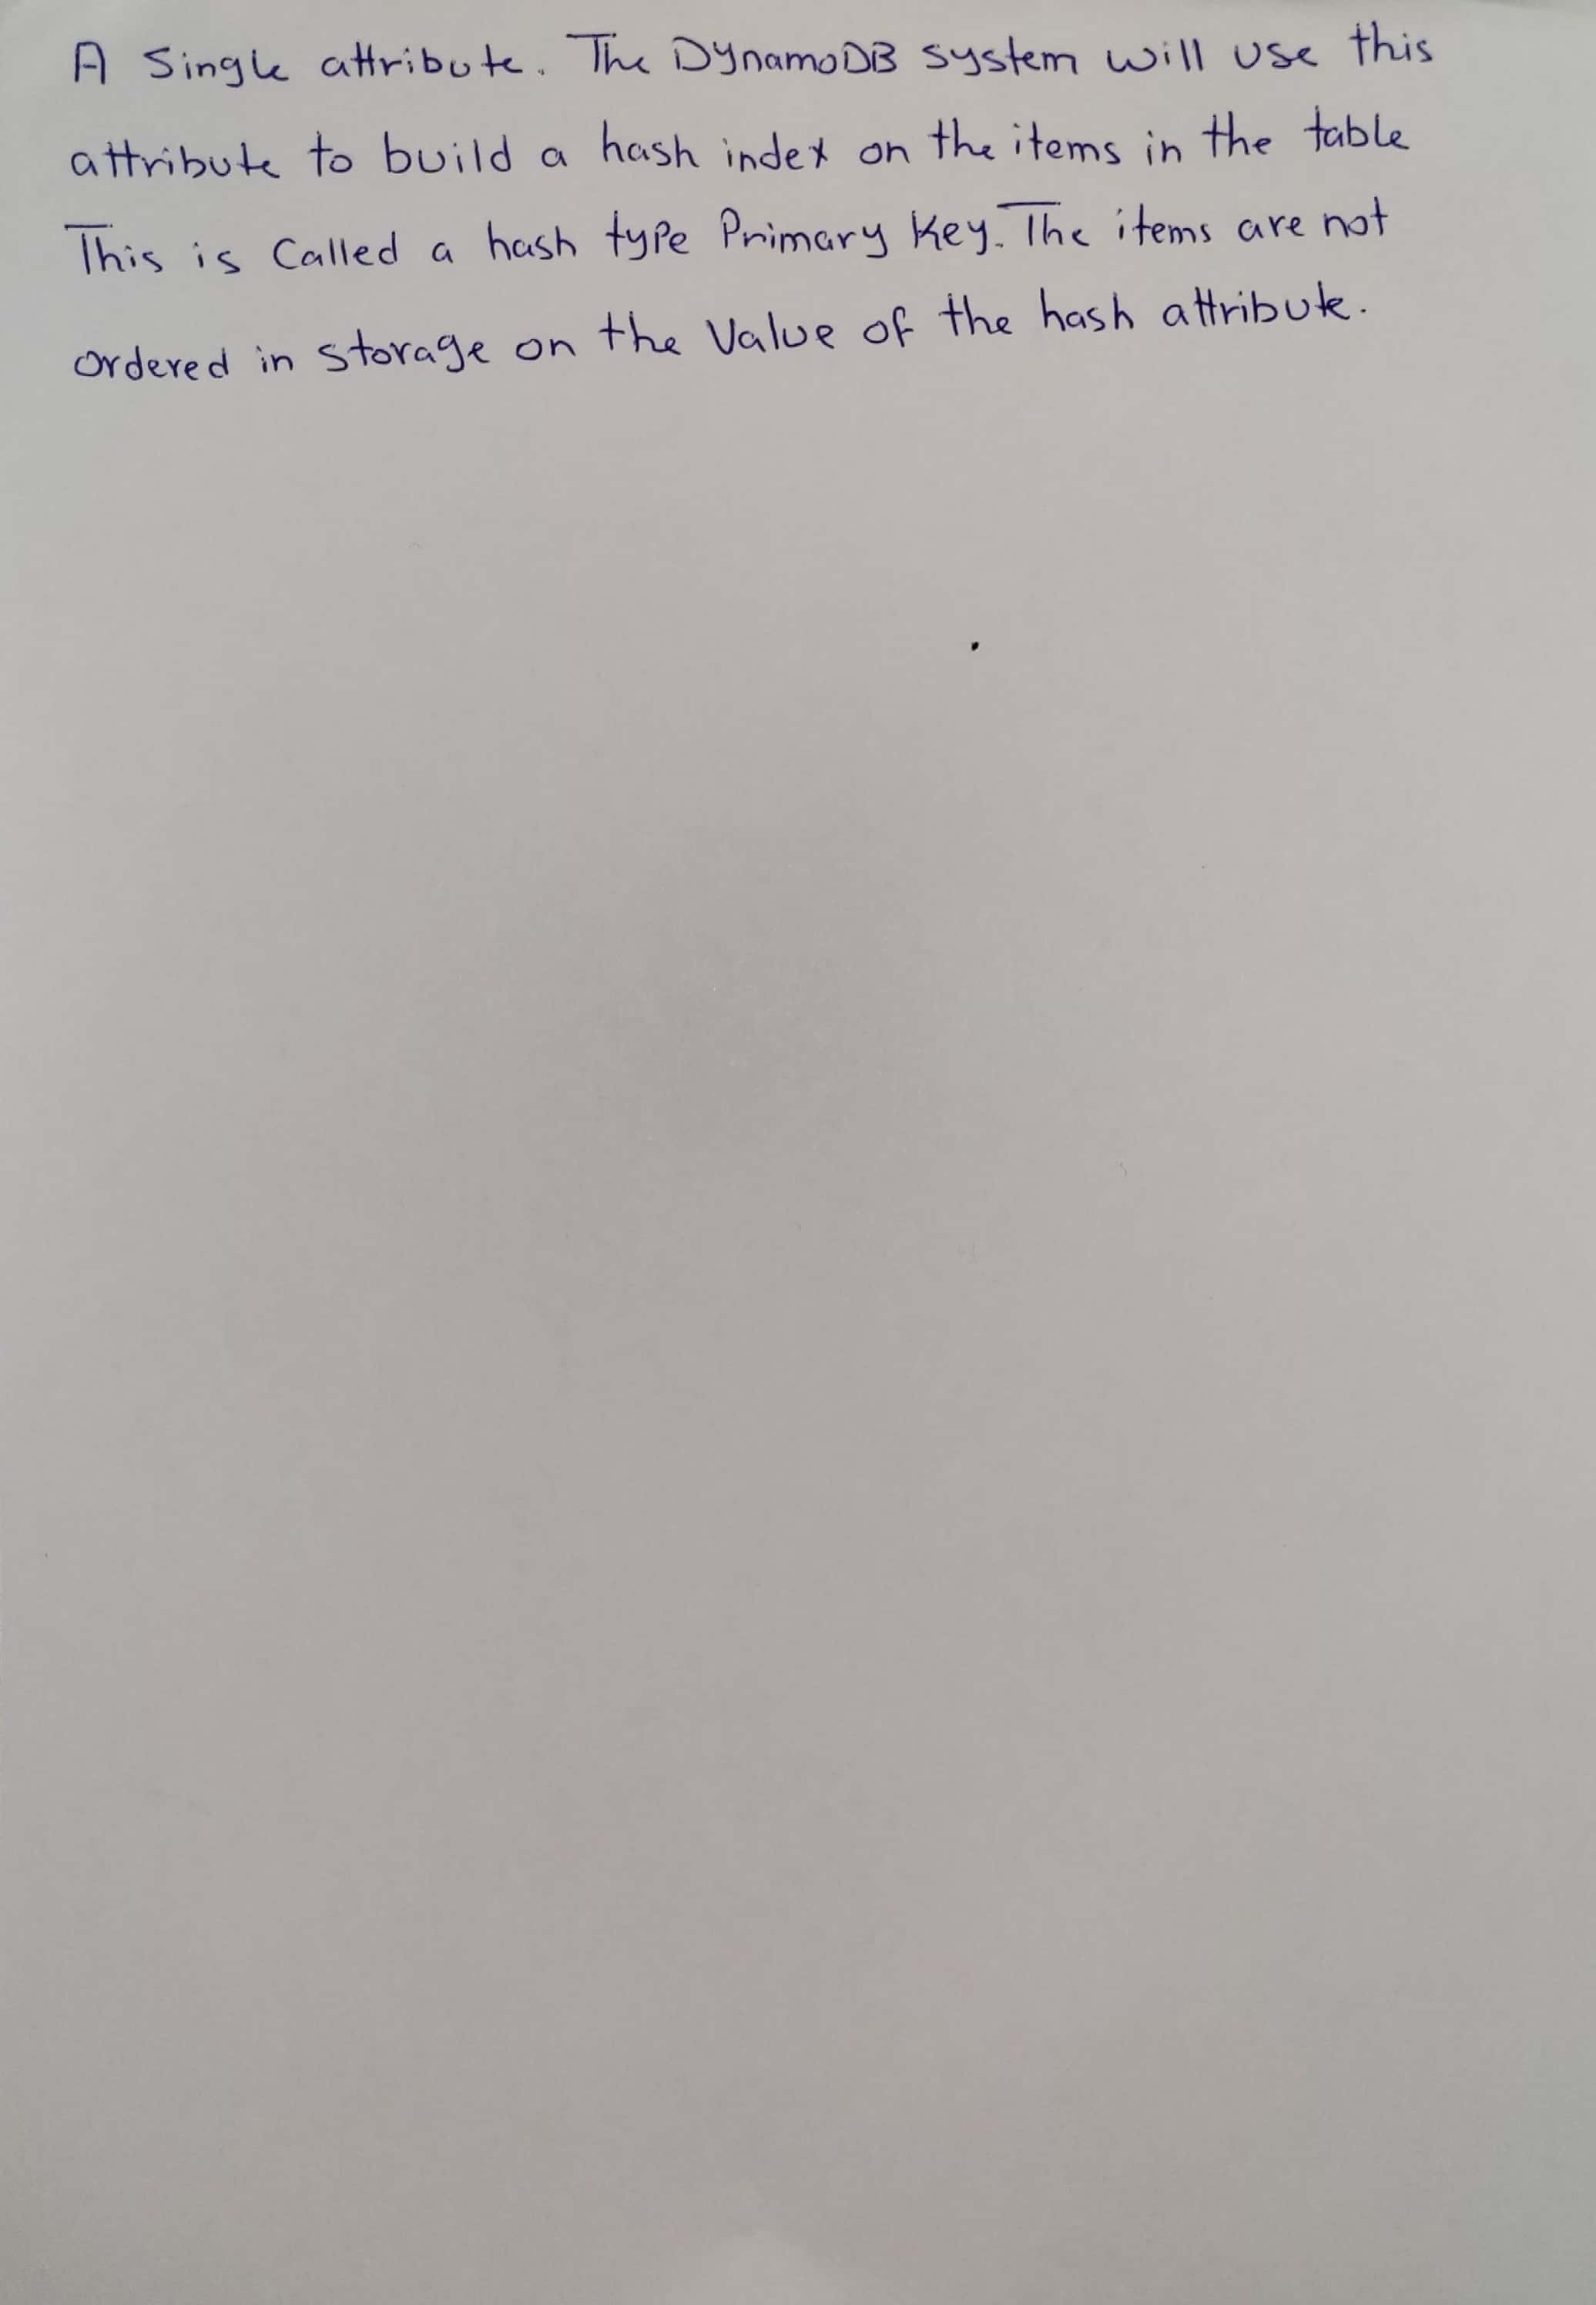 A Single attribute. The DynamoDB system will use this
attribute to build a hash index on the items in the table
This is Called a hash type Primary Key. The items are not
ordered in storage on the Value of the hash attribute.